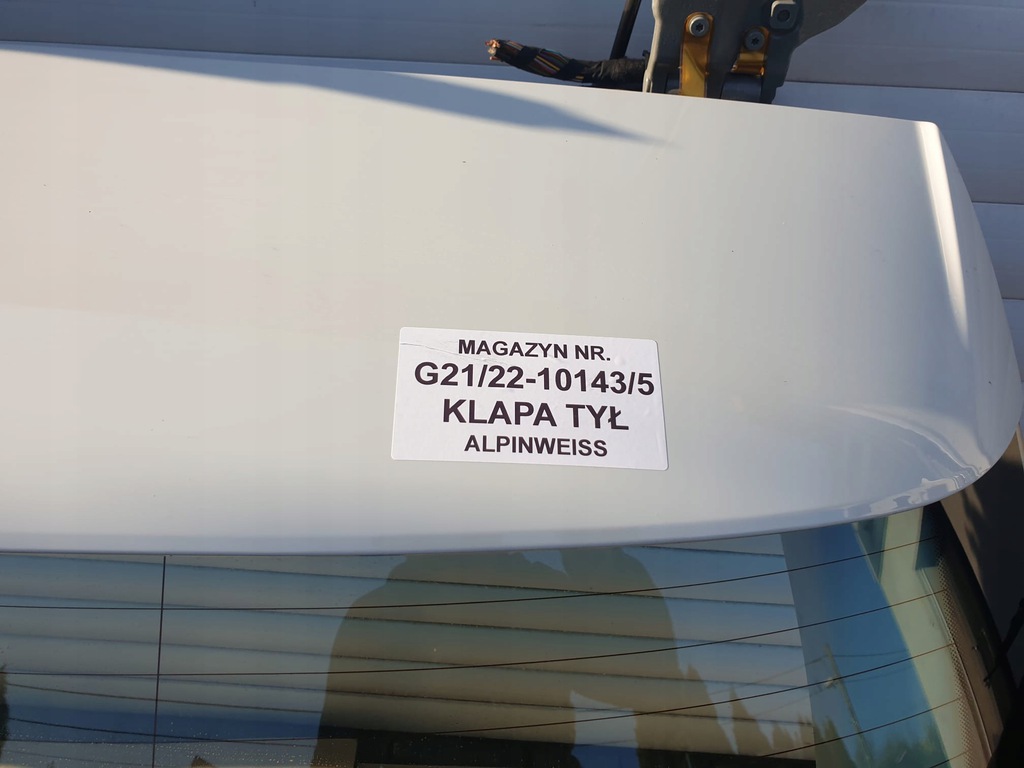 MAGAZYN NR.
G21/22-10143/5
KLAPA TYŁ
ALPINWEISS